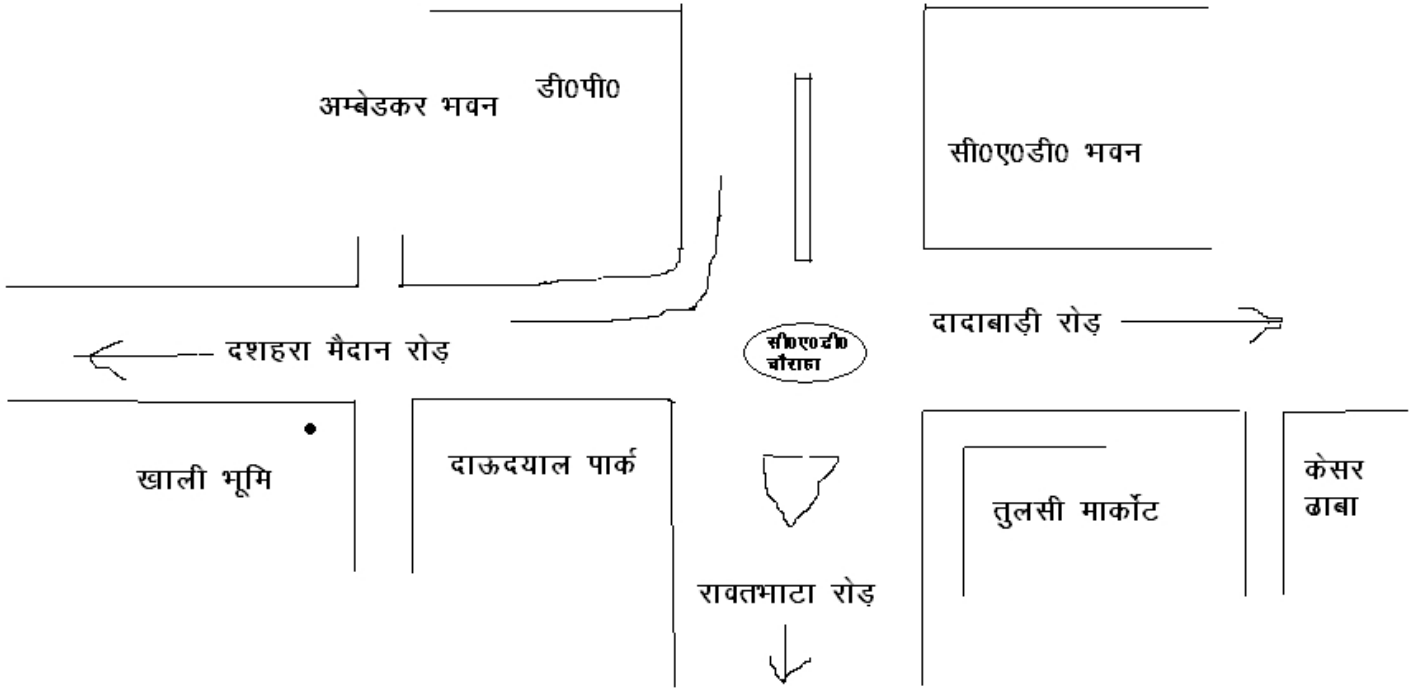 डी0पी0
अम्बेडकर भवन
सी0ए0डी0 भवन
दादाबाड़ी रोड़
दशहरा मैदान रोड़
सी0ए0डी0
चौराहा
खाली भूमि
दाऊदयाल पार्क
तुलसी मार्कोट
केसर
ढाबा
रावतभाटा रोड़